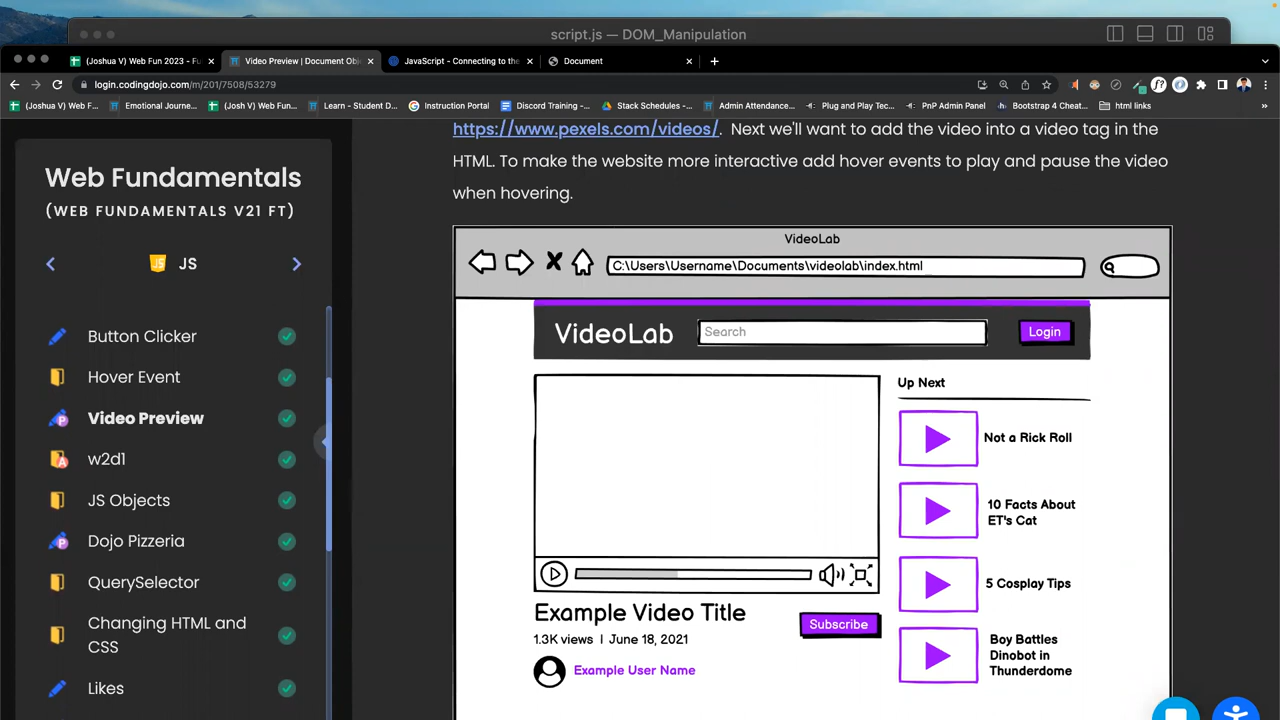 script.js — DOM_Manipulation
(Joshua V) Web Fun 2023 - F
Video Preview | Document Obj
JavaScript - Connecting to the
Document
login.codingdojo.com/m/201/7508/53279
(Joshua V) Web F...
Emotional Journe...
(Josh V) Web Fun...
Learn - Student D...
Instruction Portal
Discord Training -...
Stack Schedules -...
Admin Attendance...
Plug and Play Tec...
PnP Admin Panel
Bootstrap 4 Cheat...
html links
https://www.pexels.com/videos/. Next we'll want to add the video into a video tag in the
HTML. To make the website more interactive add hover events to play and pause the video
when hovering.
Web Fundamentals
(WEB FUNDAMENTALS V21 FT)
JS
Button Clicker
Hover Event
Video Preview
w2d1
JS Objects
Dojo Pizzeria
QuerySelector
Changing HTML and
CSS
Likes
VideoLab
C:\Users\Username\Documents\videolab\index.html
VideoLab
Search
Login
Up Next
Not a Rick Roll
10 Facts About
ET's Cat
5 Cosplay Tips
Boy Battles
Dinobot in
Thunderdome
Example Video Title
1.3K views | June 18, 2021
Subscribe
Example User Name